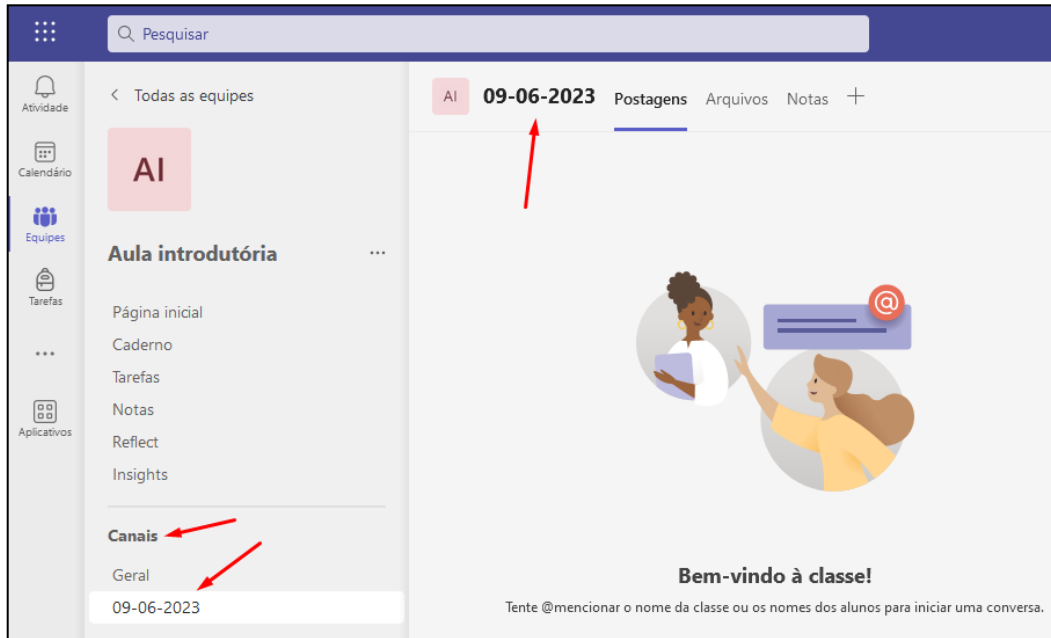 Pesquisar
Atividade
Calendário
Equipes
Tarefas
Aplicativos
Todas as equipes
AI
Aula introdutória
Página inicial
Caderno
Tarefas
Notas
Reflect
Insights
Canais
Geral
09-06-2023
AI 09-06-2023 Postagens Arquivos Notas
@
Bem-vindo à classe!
Tente @mencionar o nome da classe ou os nomes dos alunos para iniciar uma conversa.